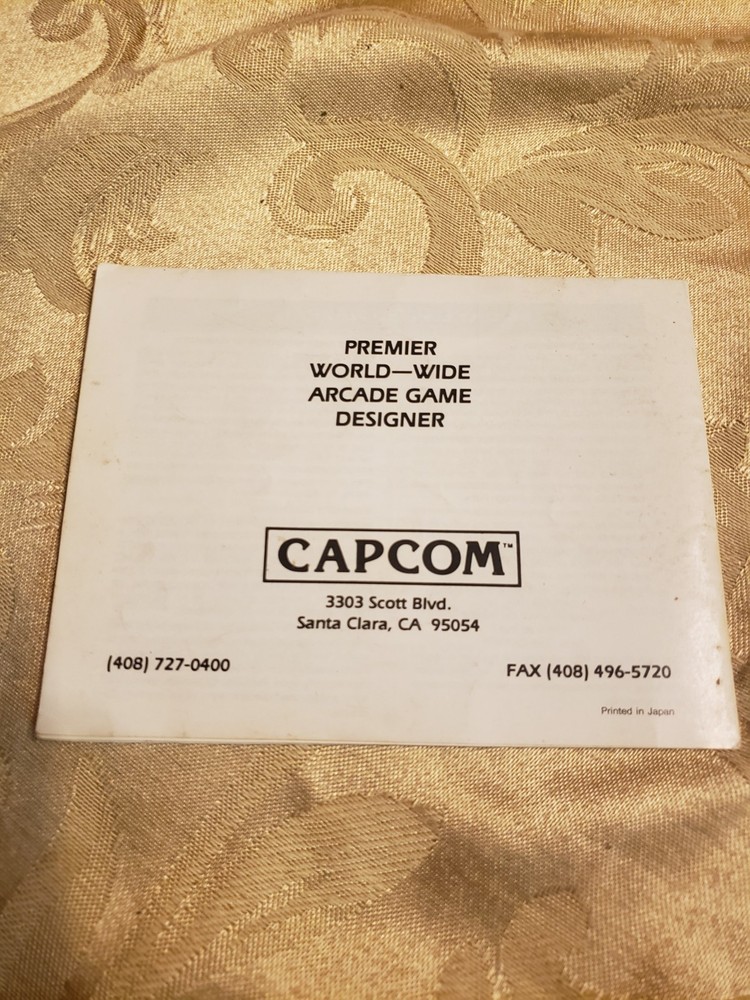 PREMIER
WORLD—WIDE
ARCADE GAME
DESIGNER
CAPCOM™
3303 Scott Blvd.
Santa Clara, CA 95054
(408) 727-0400
FAX (408) 496-5720
Printed in Japan